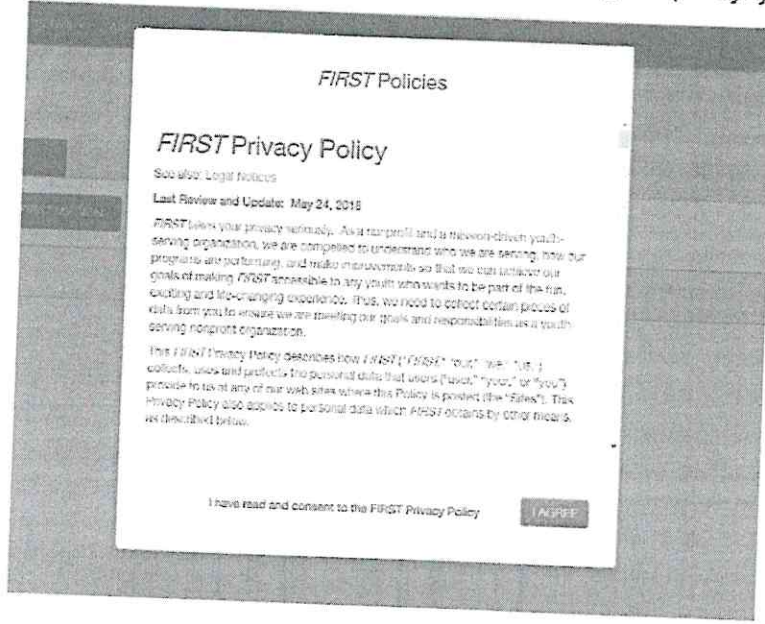 FIRST Policies
FIRST Privacy Policy
See also: Legal Notices
Last Review and Update: May 24, 2018
FIRST takes your privacy seriously. As a nonprofit and a mission-driven youth-
serving organization, we are compelled to understand who we are serving, how our
programs are performing, and make improvements so that we can achieve our
goals of making FIRST accessible to any youth who wants to be part of the fun,
exciting and life-changing experience. Thus, we need to collect certain pieces of
data from you to ensure we are meeting our goals and responsibilities as a youth
serving nonprofit organization.
This FIRST Privacy Policy describes how FIRST ("FIRST," "our," "we," "us,")
collects, uses and protects the personal data that users ("user," "your," or "you")
provide to us at any of our web sites where this Policy is posted (the "Sites"). This
Privacy Policy also applies to personal data which FIRST obtains by other means,
as described below.
I have read and consent to the FIRST Privacy Policy
I AGREE